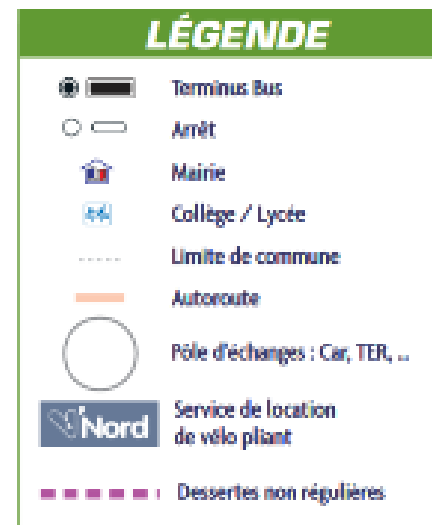 LÉGENDE
Terminus Bus
Arrêt
Mairie
Collège / Lycée
Limite de commune
Autoroute
Pôle d'échanges : Car, TER, ..
Nord
Service de location
de vélo pliant
Dessertes non régulières